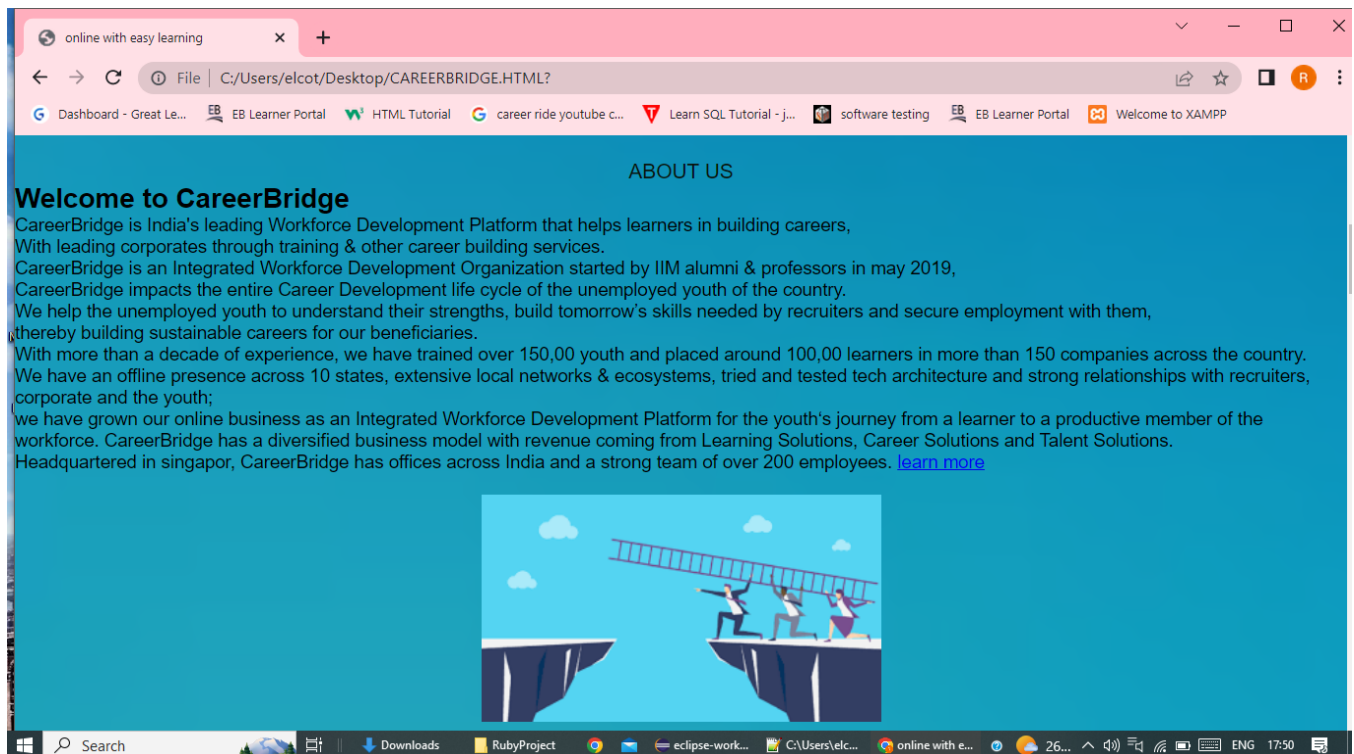 online with easy learning
File | C:/Users/elcot/Desktop/CAREERBRIDGE.HTML?
R
Dashboard - Great Le... EB Learner Portal HTML Tutorial career ride youtube c... Learn SQL Tutorial - j... software testing EB Learner Portal Welcome to XAMPP
ABOUT US
Welcome to CareerBridge
CareerBridge is India's leading Workforce Development Platform that helps learners in building careers,
With leading corporates through training & other career building services.
CareerBridge is an Integrated Workforce Development Organization started by IIM alumni & professors in may 2019,
CareerBridge impacts the entire Career Development life cycle of the unemployed youth of the country.
We help the unemployed youth to understand their strengths, build tomorrow’s skills needed by recruiters and secure employment with them,
thereby building sustainable careers for our beneficiaries.
With more than a decade of experience, we have trained over 150,00 youth and placed around 100,00 learners in more than 150 companies across the country.
We have an offline presence across 10 states, extensive local networks & ecosystems, tried and tested tech architecture and strong relationships with recruiters,
corporate and the youth;
we have grown our online business as an Integrated Workforce Development Platform for the youth‘s journey from a learner to a productive member of the
workforce. CareerBridge has a diversified business model with revenue coming from Learning Solutions, Career Solutions and Talent Solutions.
Headquartered in singapor, CareerBridge has offices across India and a strong team of over 200 employees. learn more
Search Downloads RubyProject eclipse-work... C:\Users\elc... online with e... 26... ENG 17:50